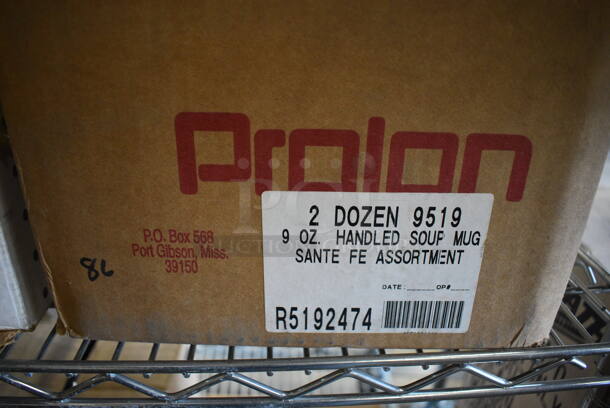 Prolon
P.O. Box 568
Port Gibson, Miss.
39150
86
2 DOZEN 9519
9 OZ. HANDLED SOUP MUG
SANTE FE ASSORTMENT
DATE: OP#
R5192474